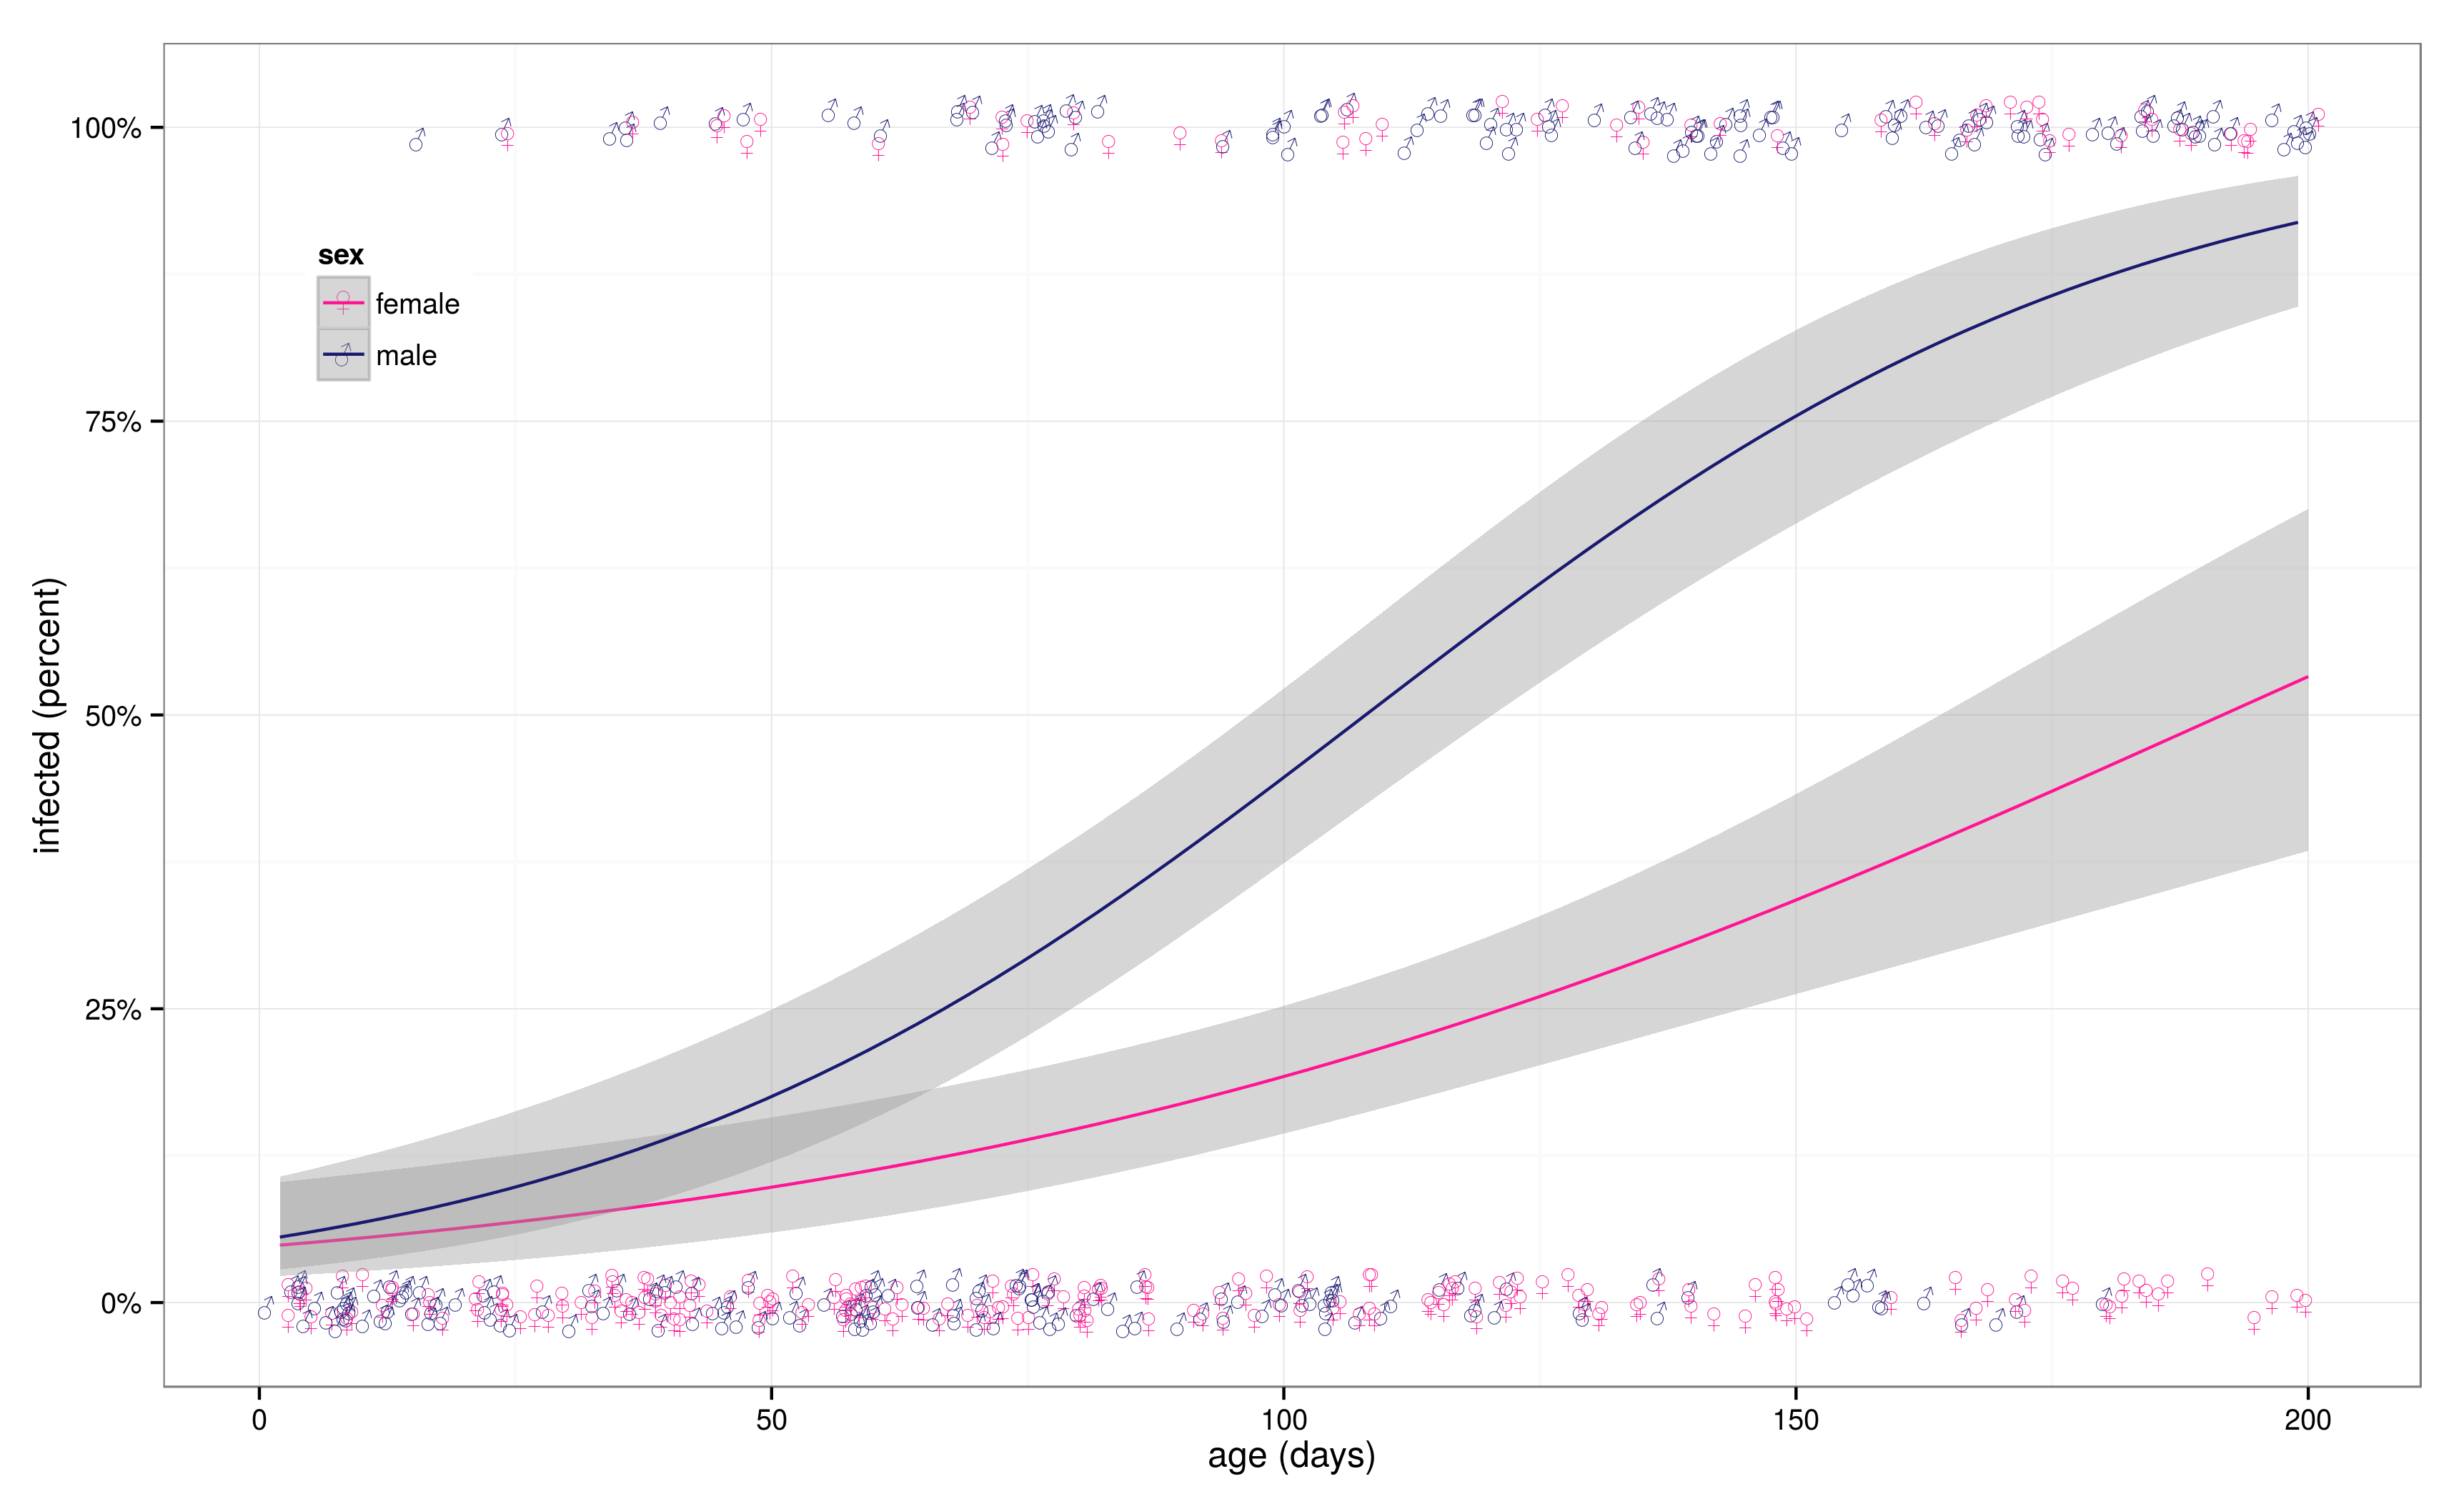 100%
75%
50%
25%
0%
infected (percent)
sex
female
male
0 50 100 150 200
age (days)